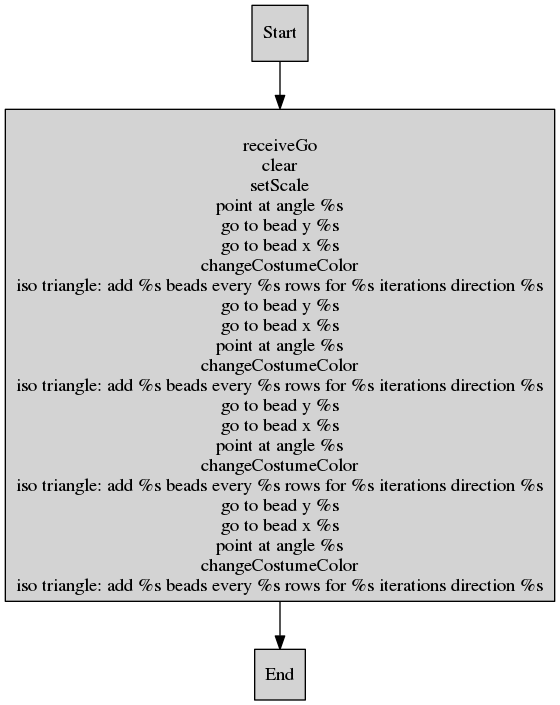 Start
receiveGo
clear
setScale
point at angle %s
go to bead y %s
go to bead x %s
changeCostumeColor
iso triangle: add %s beads every %s rows for %s iterations direction %s
go to bead y %s
go to bead x %s
point at angle %s
changeCostumeColor
iso triangle: add %s beads every %s rows for %s iterations direction %s
go to bead y %s
go to bead x %s
point at angle %s
changeCostumeColor
iso triangle: add %s beads every %s rows for %s iterations direction %s
go to bead y %s
go to bead x %s
point at angle %s
changeCostumeColor
iso triangle: add %s beads every %s rows for %s iterations direction %s
End